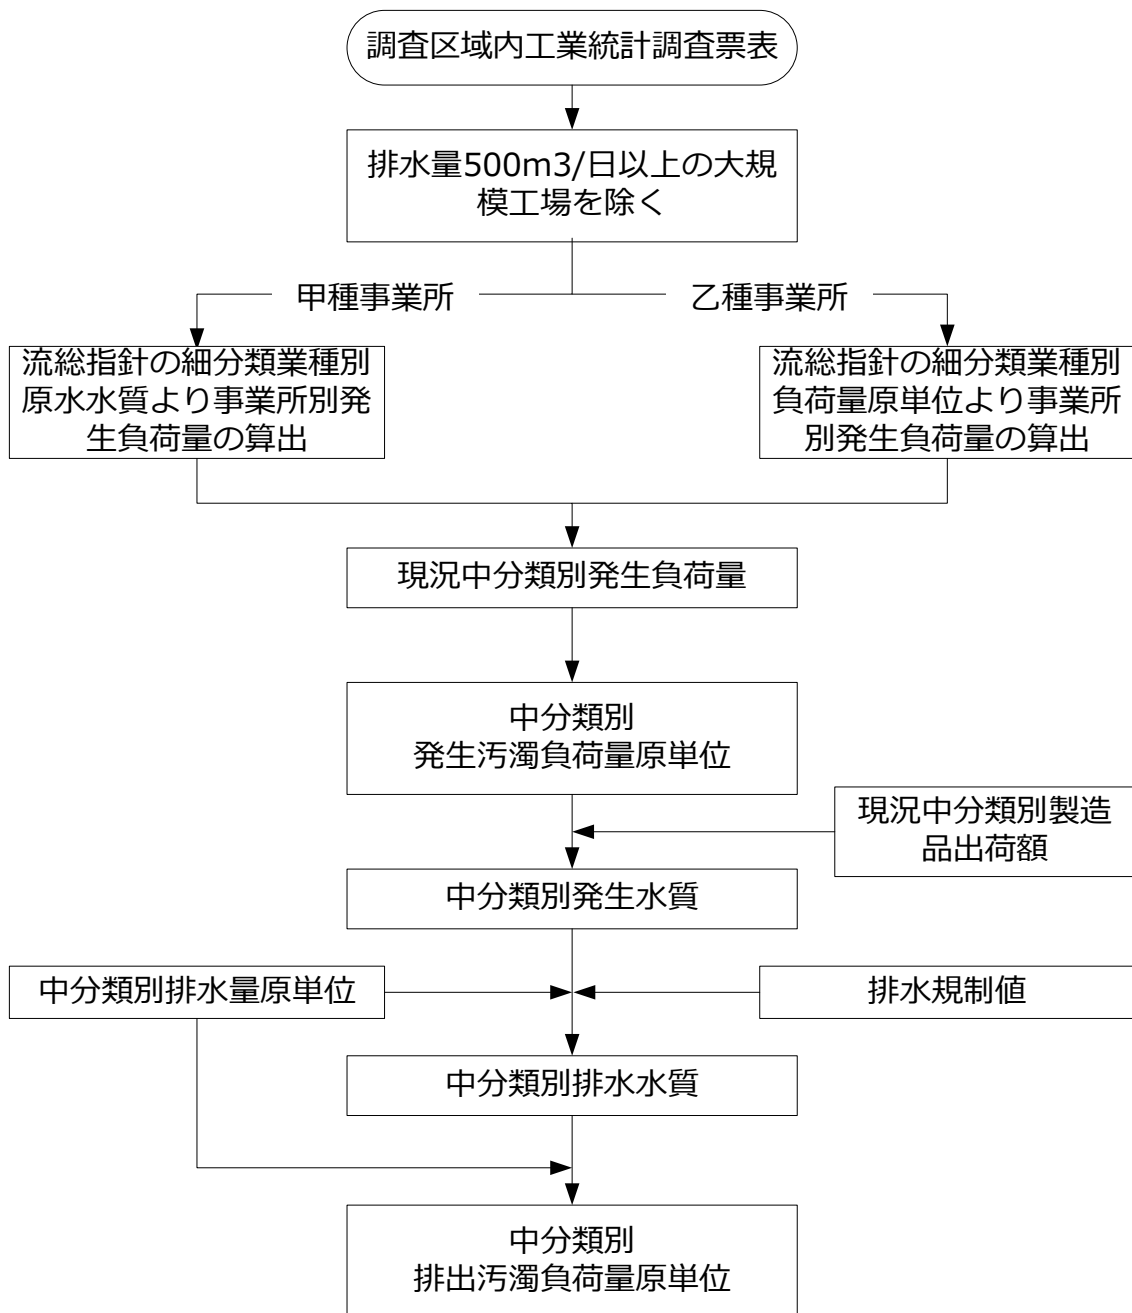 調査区域内工業統計調査票表
排水量500m3/日以上の大規
模工場を除く
甲種事業所
乙種事業所
流総指針の細分類業種別
原水水質より事業所別発
生負荷量の算出
流総指針の細分類業種別
負荷量原単位より事業所
別発生負荷量の算出
現況中分類別発生負荷量
中分類別
発生汚濁負荷量原単位
現況中分類別製造
品出荷額
中分類別発生水質
中分類別排水量原単位
排水規制値
中分類別排水水質
中分類別
排出汚濁負荷量原単位